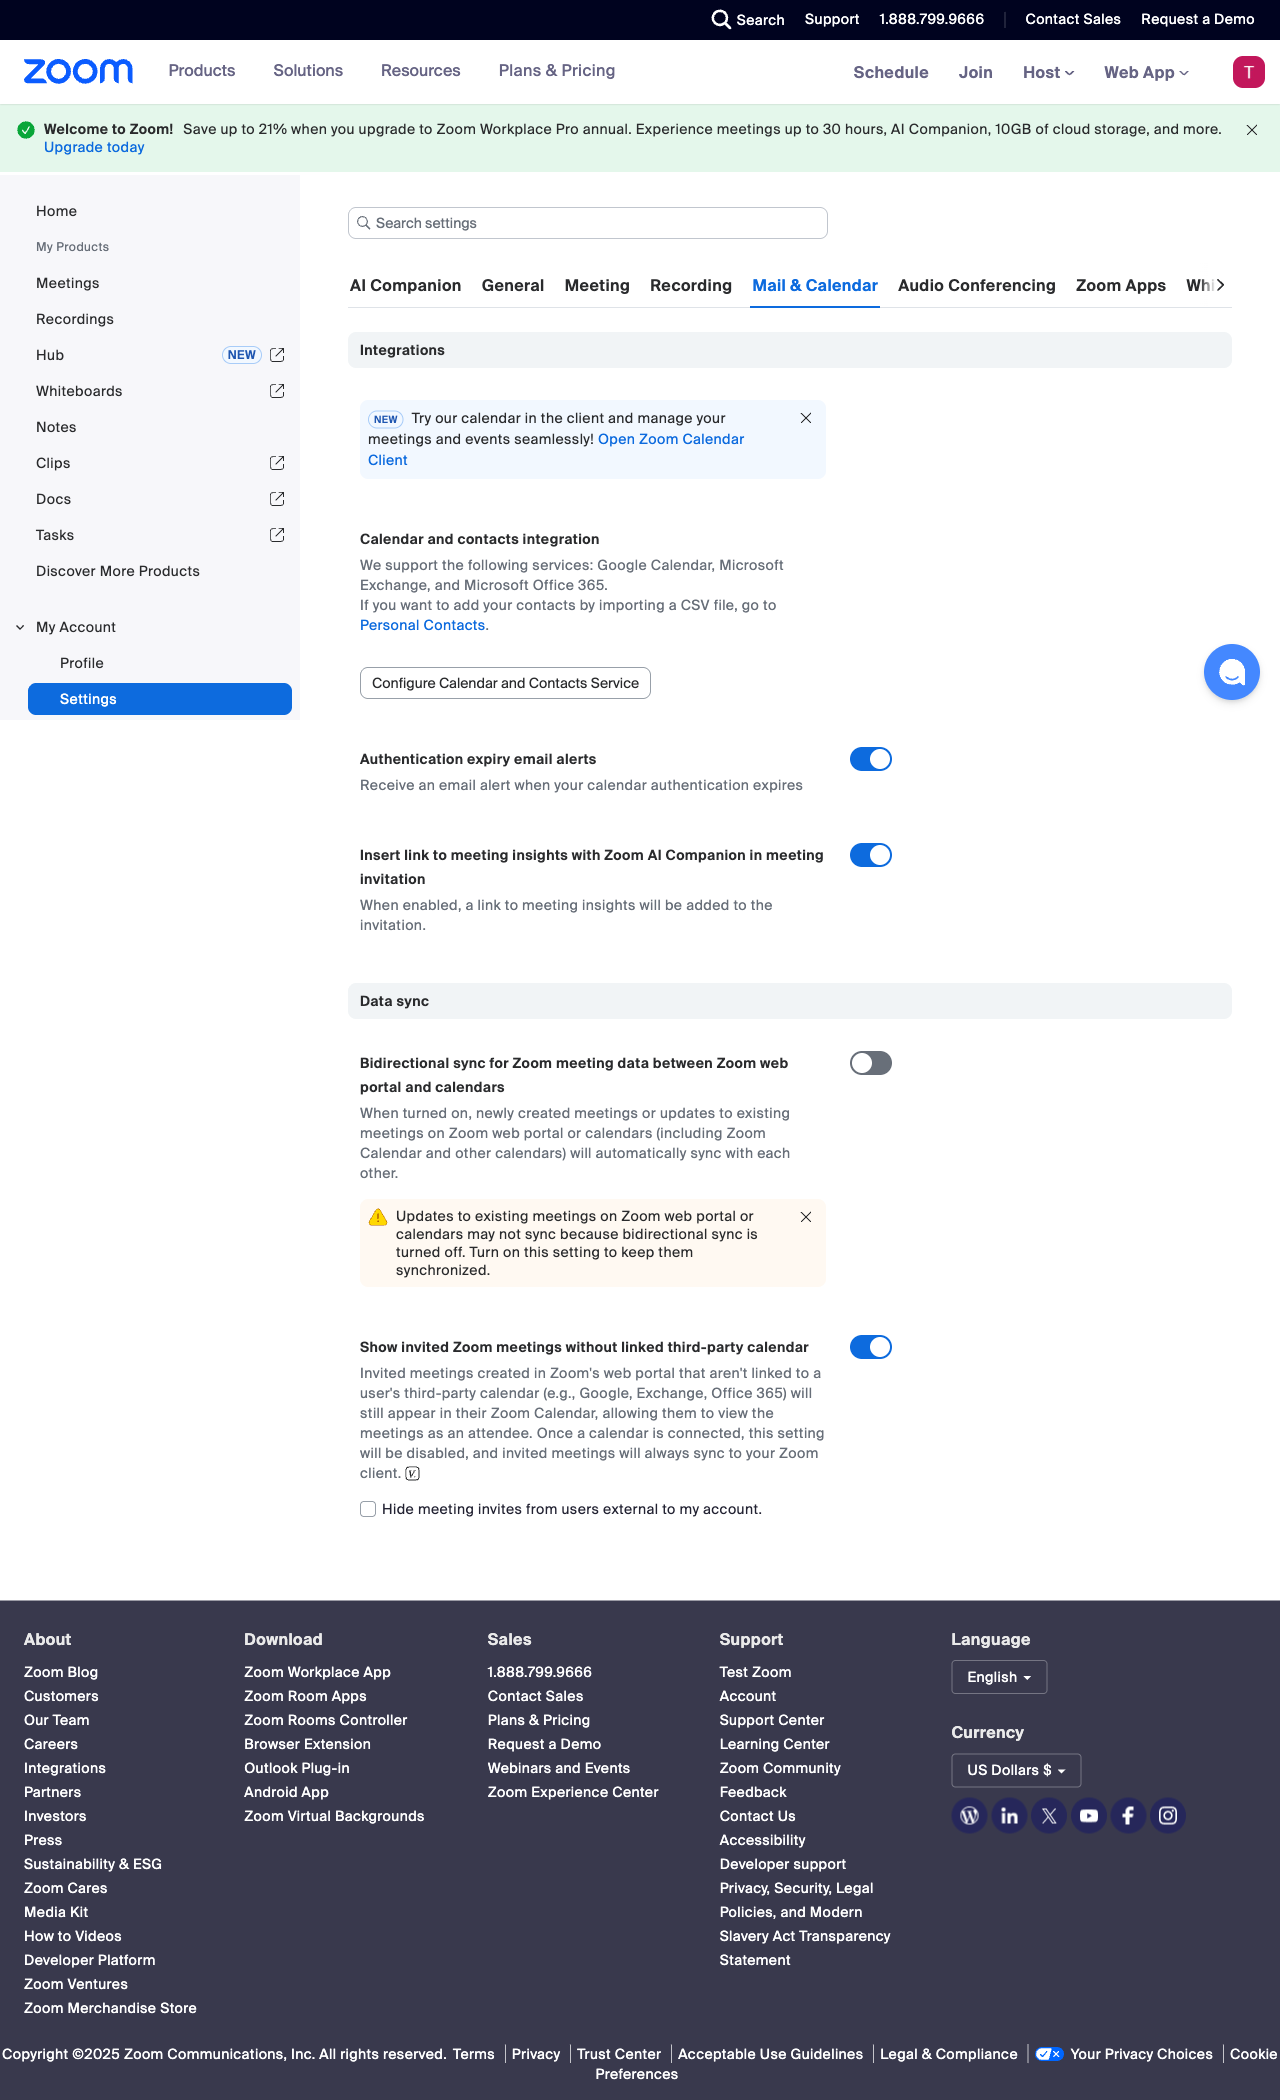 Search Support 1.888.799.9666 Contact Sales Request a Demo
zoom Products Solutions Resources Plans & Pricing Schedule Join Host Web App T
Welcome to Zoom! Save up to 21% when you upgrade to Zoom Workplace Pro annual. Experience meetings up to 30 hours, AI Companion, 10GB of cloud storage, and more.
Upgrade today
Home
My Products
Meetings
Recordings
Hub NEW
Whiteboards
Notes
Clips
Docs
Tasks
Discover More Products
My Account
Profile
Settings
Search settings
AI Companion General Meeting Recording Mail & Calendar Audio Conferencing Zoom Apps Whi
Integrations
NEW Try our calendar in the client and manage your
meetings and events seamlessly! Open Zoom Calendar
Client
Calendar and contacts integration
We support the following services: Google Calendar, Microsoft
Exchange, and Microsoft Office 365.
If you want to add your contacts by importing a CSV file, go to
Personal Contacts.
Configure Calendar and Contacts Service
Authentication expiry email alerts
Receive an email alert when your calendar authentication expires
Insert link to meeting insights with Zoom AI Companion in meeting
invitation
When enabled, a link to meeting insights will be added to the
invitation.
Data sync
Bidirectional sync for Zoom meeting data between Zoom web
portal and calendars
When turned on, newly created meetings or updates to existing
meetings on Zoom web portal or calendars (including Zoom
Calendar and other calendars) will automatically sync with each
other.
Updates to existing meetings on Zoom web portal or
calendars may not sync because bidirectional sync is
turned off. Turn on this setting to keep them
synchronized.
Show invited Zoom meetings without linked third-party calendar
Invited meetings created in Zoom's web portal that aren't linked to a
user's third-party calendar (e.g., Google, Exchange, Office 365) will
still appear in their Zoom Calendar, allowing them to view the
meetings as an attendee. Once a calendar is connected, this setting
will be disabled, and invited meetings will always sync to your Zoom
client. V.
Hide meeting invites from users external to my account.
About
Zoom Blog
Customers
Our Team
Careers
Integrations
Partners
Investors
Press
Sustainability & ESG
Zoom Cares
Media Kit
How to Videos
Developer Platform
Zoom Ventures
Zoom Merchandise Store
Download
Zoom Workplace App
Zoom Room Apps
Zoom Rooms Controller
Browser Extension
Outlook Plug-in
Android App
Zoom Virtual Backgrounds
Sales
1.888.799.9666
Contact Sales
Plans & Pricing
Request a Demo
Webinars and Events
Zoom Experience Center
Support
Test Zoom
Account
Support Center
Learning Center
Zoom Community
Feedback
Contact Us
Accessibility
Developer support
Privacy, Security, Legal
Policies, and Modern
Slavery Act Transparency
Statement
Language
English
Currency
US Dollars $
Copyright ©2025 Zoom Communications, Inc. All rights reserved. Terms Privacy Trust Center Acceptable Use Guidelines Legal & Compliance Your Privacy Choices Cookie
Preferences